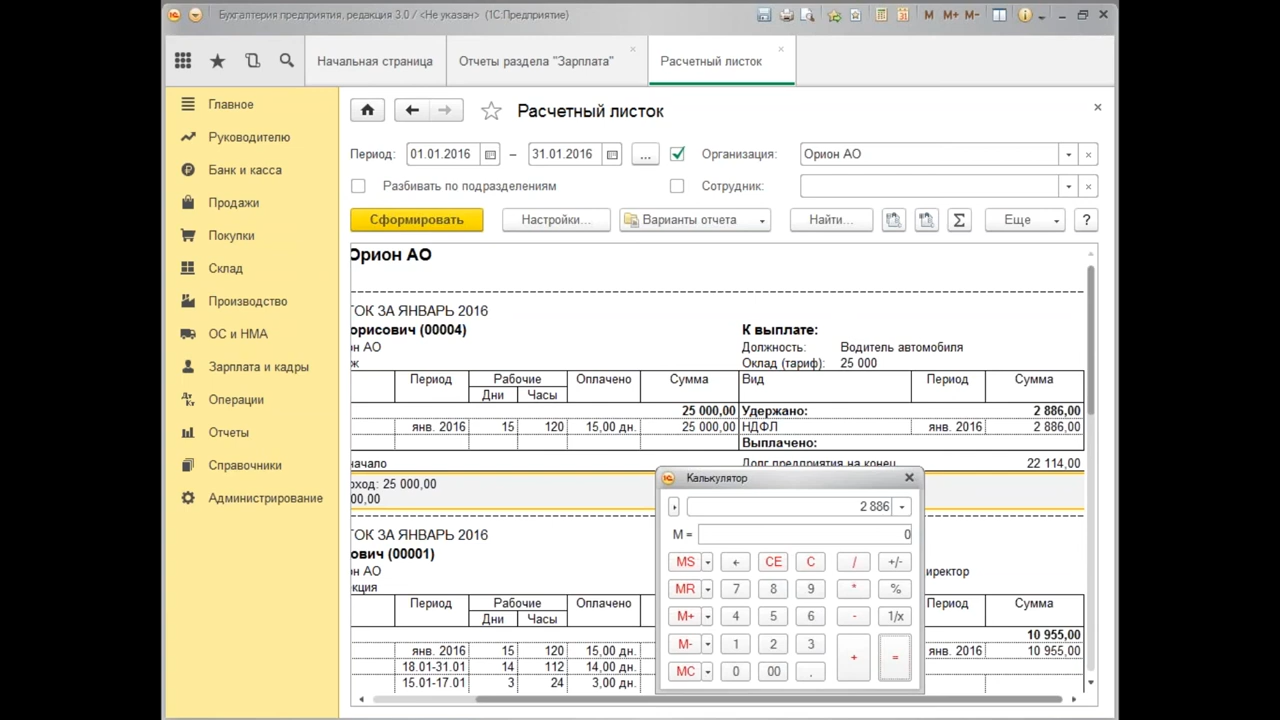 Бухгалтерия предприятия, редакция 3.0 / <Не указан> (1С:Предприятие)
M M+ M-
Начальная страница
Отчеты раздела "Зарплата"
Расчетный листок
Главное
Руководителю
Банк и касса
Продажи
Покупки
Склад
Производство
ОС и НМА
Зарплата и кадры
Операции
Отчеты
Справочники
Администрирование
Расчетный листок
Период: 01.01.2016 – 31.01.2016 ... Организация: Орион АО
Разбивать по подразделениям Сотрудник:
Сформировать Настройки... Варианты отчета Найти... Σ Еще ?
Орион АО
ТОК ЗА ЯНВАРЬ 2016
орисович (00004) К выплате:
он АО Должность: Водитель автомобиля
ж Оклад (тариф): 25 000
Период Рабочие Оплачено Сумма Вид Период Сумма
Дни Часы
25 000,00 Удержано: 2 886,00
янв. 2016 15 120 15,00 дн. 25 000,00 НДФЛ янв. 2016 2 886,00
Выплачено:
начало Долг предприятия на конец 22 114,00
оход: 25 000,00
00,00
ТОК ЗА ЯНВАРЬ 2016
ович (00001)
он АО иректор
кция
Период Рабочие Оплачено Период Сумма
Дни Часы
10 955,00
янв. 2016 15 120 15,00 дн. янв. 2016 10 955,00
18.01-31.01 14 112 14,00 дн.
15.01-17.01 3 24 3,00 дн.
Калькулятор
2 886
M = 0
MS CE C / +/-
MR 7 8 9 * %
M+ 4 5 6 - 1/x
M- 1 2 3 + =
MC 0 00 .